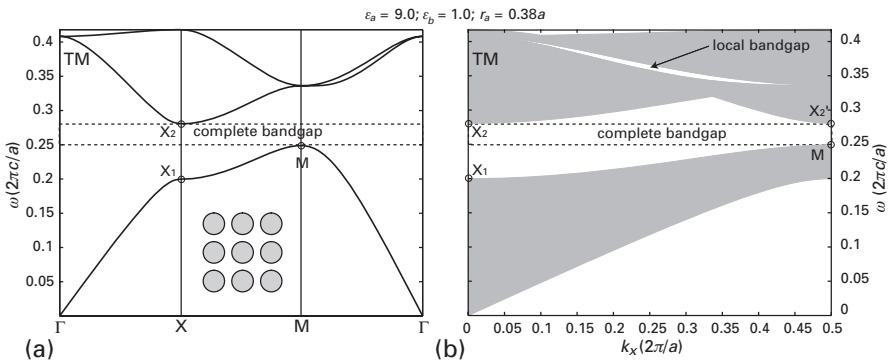 εa = 9.0; εb = 1.0; ra = 0.38a
TM
0.4
0.35
0.3
0.25
0.2
0.15
0.1
0.05
ω(2πc/a)
X2
complete bandgap
X1
M
Γ
X
M
Γ
(a)
TM
local bandgap
X2
X2'
complete bandgap
X1
M
0.4
0.35
0.3
0.25
0.2
0.15
0.1
0.05
0
ω (2πc/a)
0
0.05
0.1
0.15
0.2
0.25
0.3
0.35
0.4
0.45
0.5
kx(2π/a)
(b)